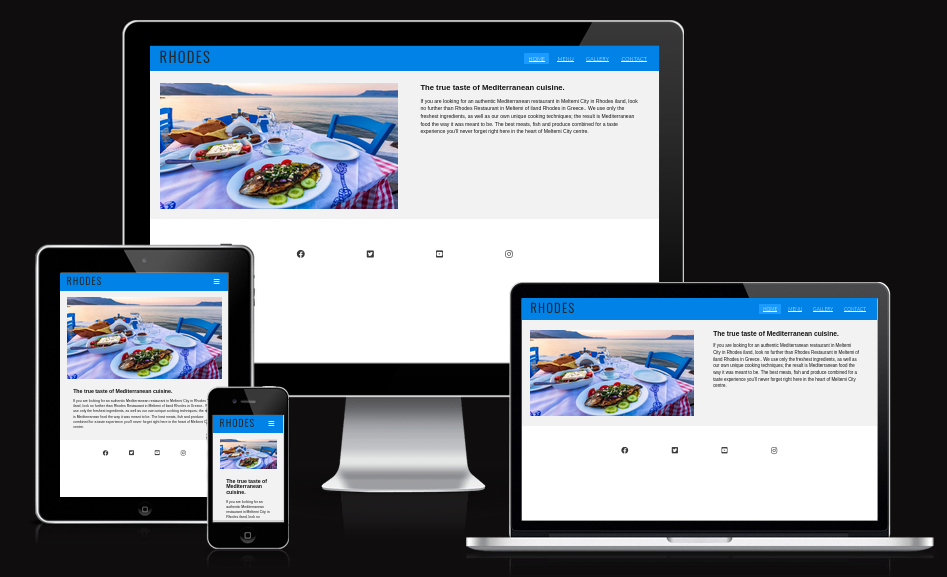 RHODES
HOME MENU GALLERY CONTACT
The true taste of Mediterranean cuisine.
If you are looking for an authentic Mediterranean restaurant in Meltemi City in Rhodes iland, look
no further than Rhodes Restaurant in Meltemi of iland Rhodes in Greece.. We use only the
freshest ingredients, as well as our own unique cooking techniques; the result is Mediterranean
food the way it was meant to be. The best meats, fish and produce combined for a taste
experience you'll never forget right here in the heart of Meltemi City centre.
RHODES
The true taste of Mediterranean cuisine.
If you are looking for an authentic Mediterranean restaurant in Meltemi City in Rhodes
iland, look no further than Rhodes Restaurant in Meltemi of iland Rhodes in Greece..
use only the freshest ingredients, as well as our own unique cooking techniques; the
is Mediterranean food the way it was meant to be. The best meats, fish and produce
combined for a taste experience you'll never forget right here in the heart of Meltemi
centre.
RHODES
The true taste of
Mediterranean
cuisine.
If you are looking for an
authentic Mediterranean
restaurant in Meltemi City in
Rhodes iland, look no
RHODES
HOME MENU GALLERY CONTACT
The true taste of Mediterranean cuisine.
If you are looking for an authentic Mediterranean restaurant in Meltemi
City in Rhodes iland, look no further than Rhodes Restaurant in Meltemi of
iland Rhodes in Greece.. We use only the freshest ingredients, as well as
our own unique cooking techniques; the result is Mediterranean food the
way it was meant to be. The best meats, fish and produce combined for a
taste experience you'll never forget right here in the heart of Meltemi City
centre.